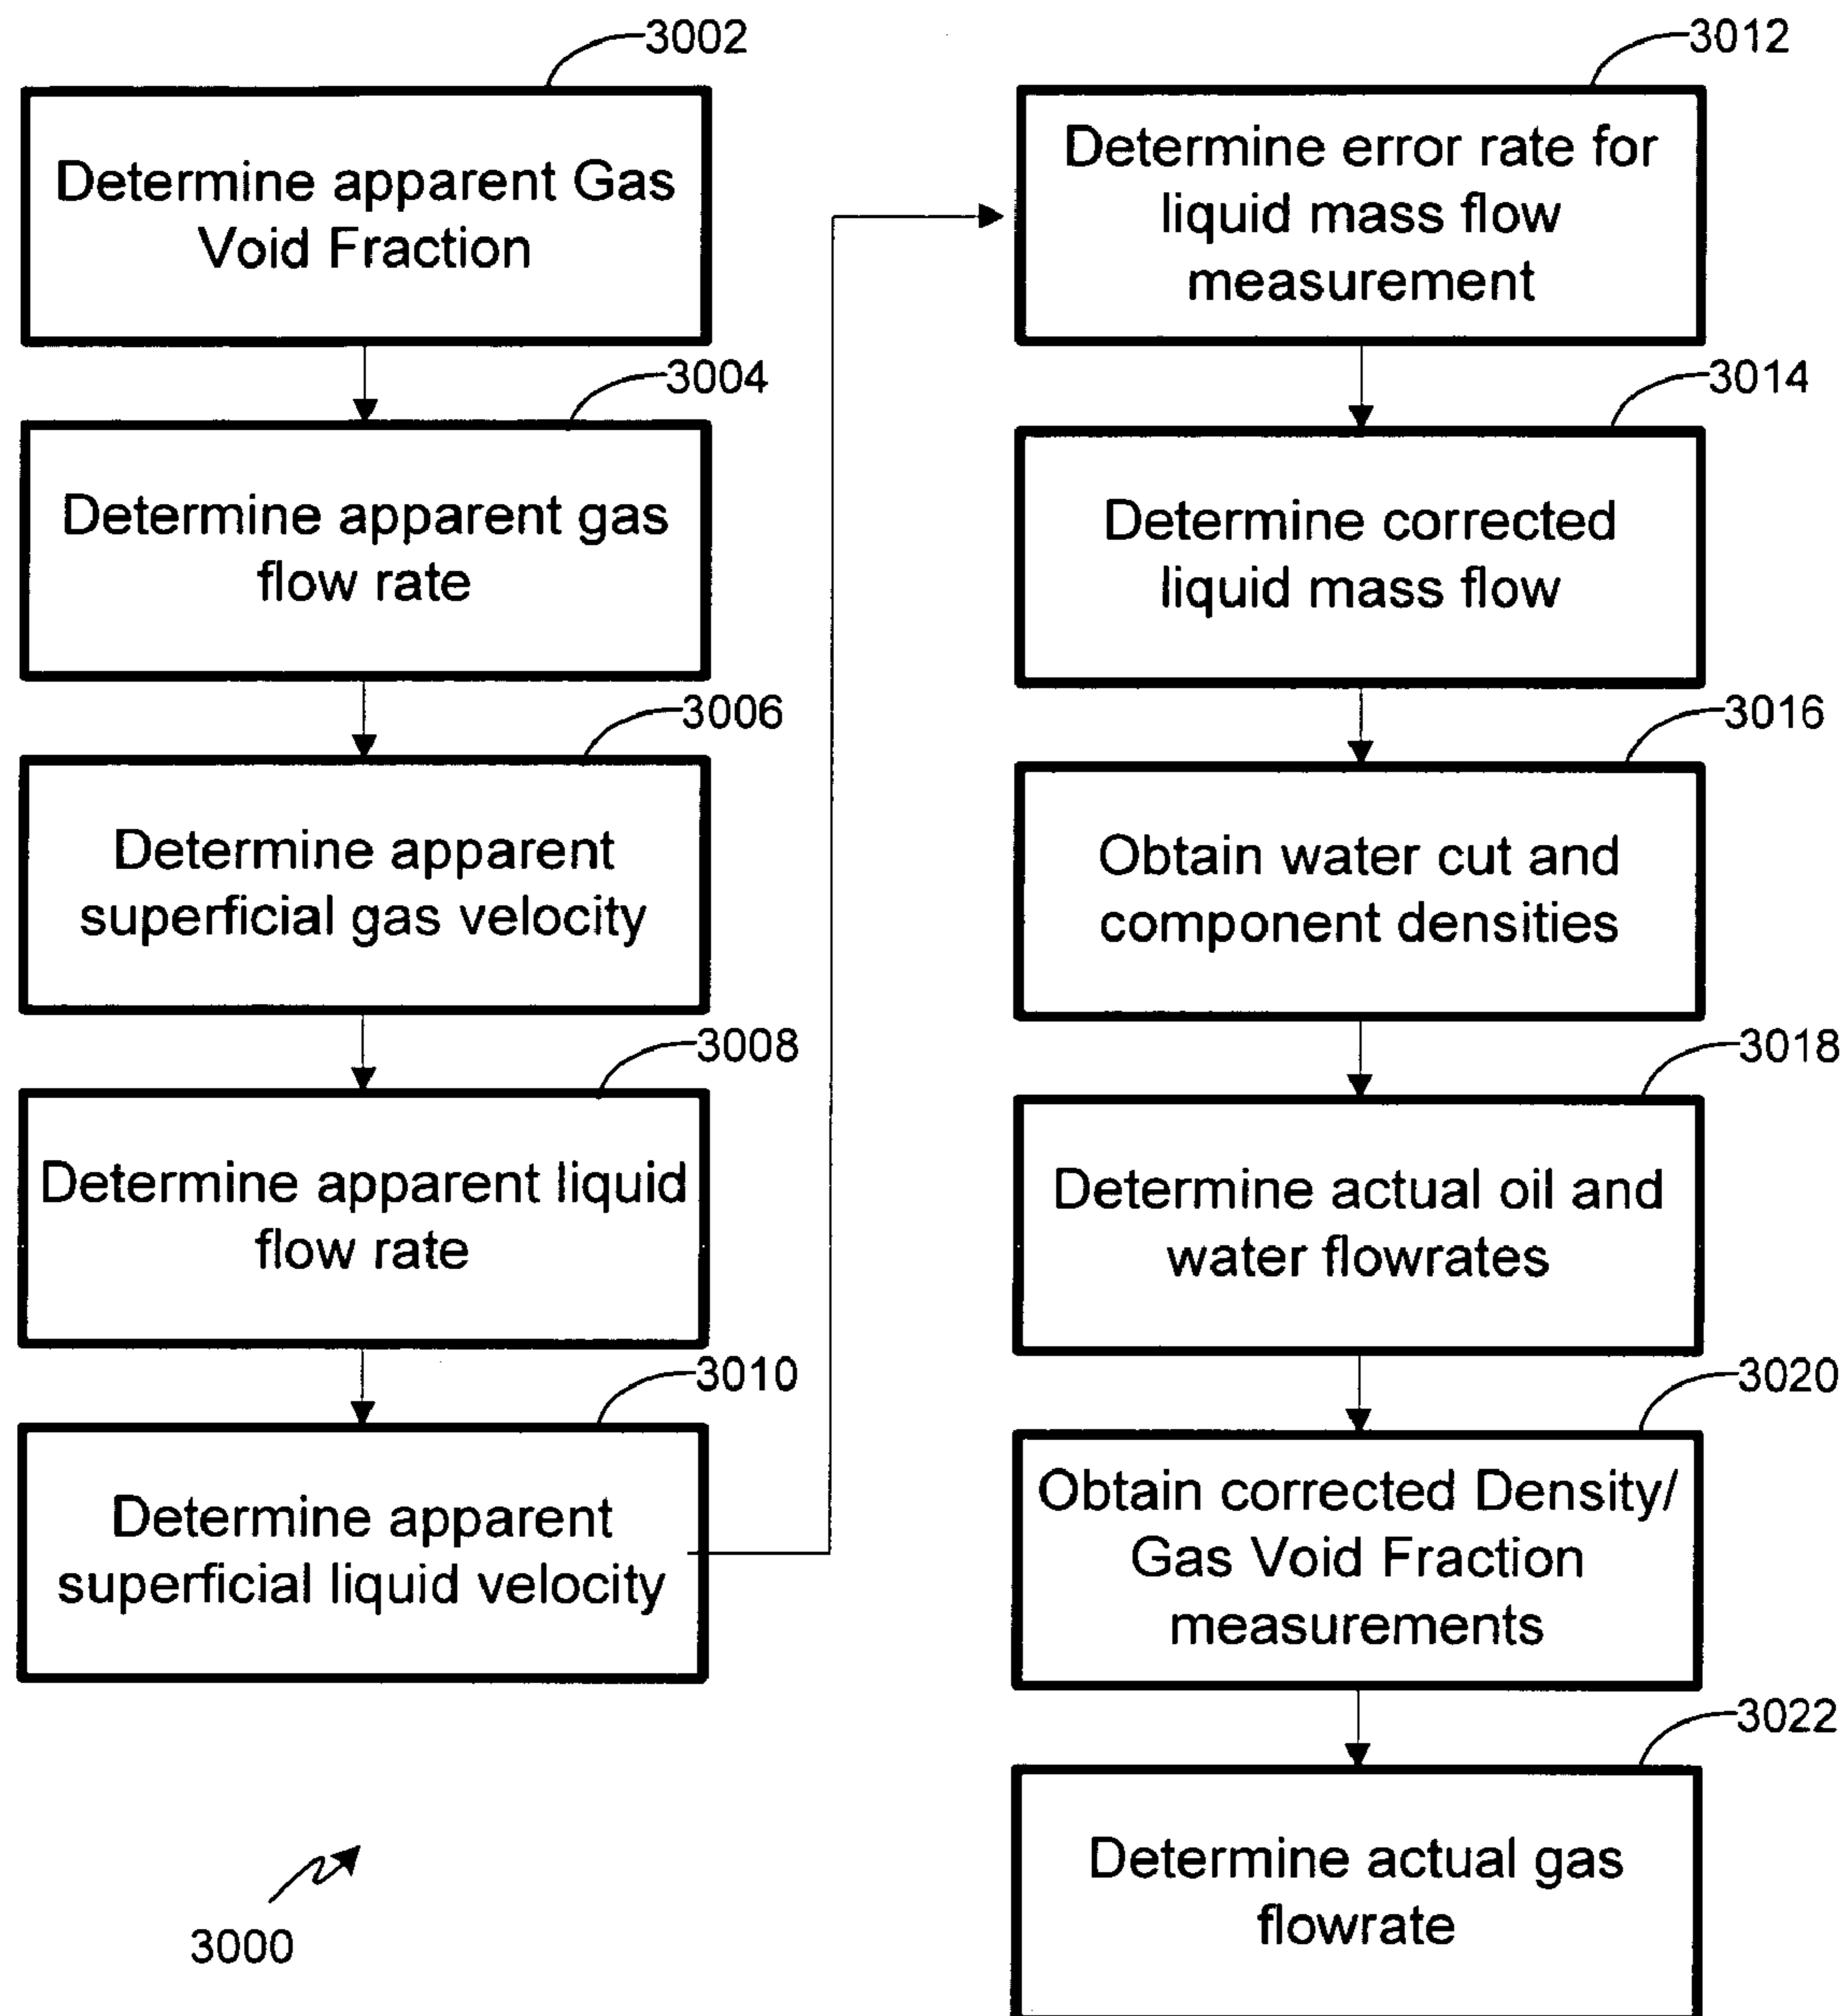 3002
Determine apparent Gas
Void Fraction
3004
Determine apparent gas
flow rate
3006
Determine apparent
superficial gas velocity
3008
Determine apparent liquid
flow rate
3010
Determine apparent
superficial liquid velocity
3012
Determine error rate for
liquid mass flow
measurement
3014
Determine corrected
liquid mass flow
3016
Obtain water cut and
component densities
3018
Determine actual oil and
water flowrates
3020
Obtain corrected Density/
Gas Void Fraction
measurements
3022
Determine actual gas
flowrate
3000